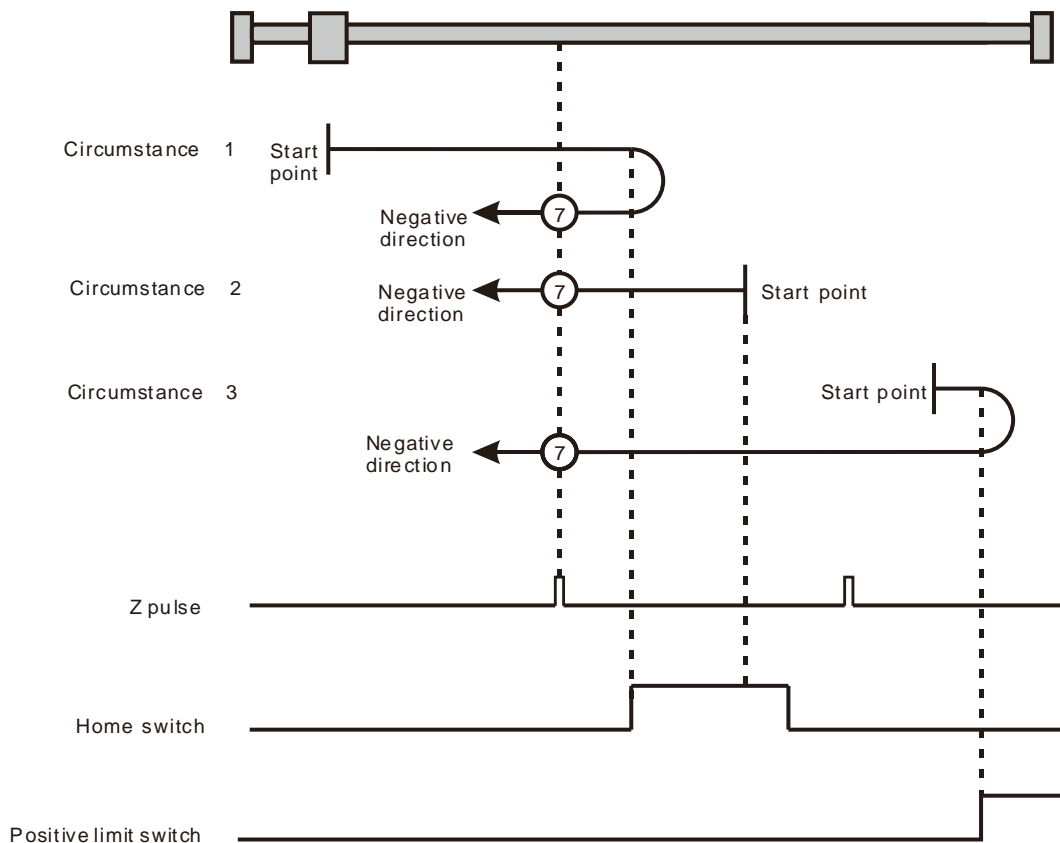 Circumstance 1
Start
point
7
Negative
direction
Circumstance 2
7
Negative
direction
Start point
Circumstance 3
Start point
7
Negative
direction
Z pulse
Home switch
Positive limit switch